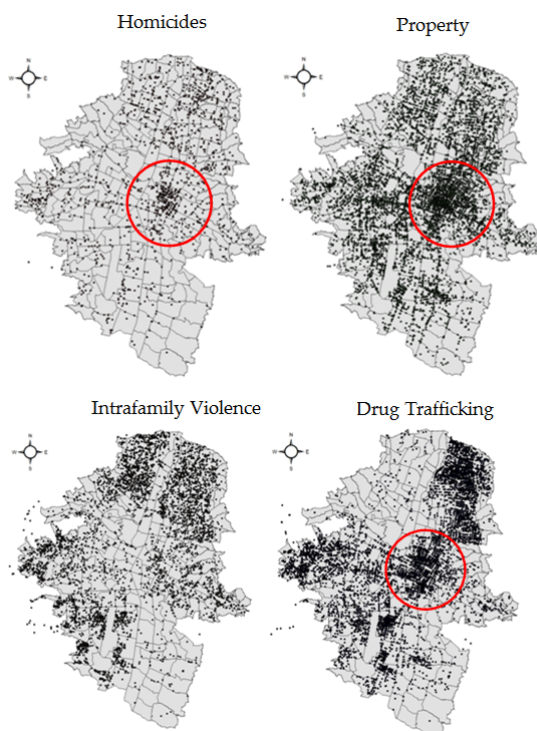 Homicides
Property
N
W E
S
N
W E
S
Intrafamily Violence
Drug Trafficking
N
W E
S
N
W E
S